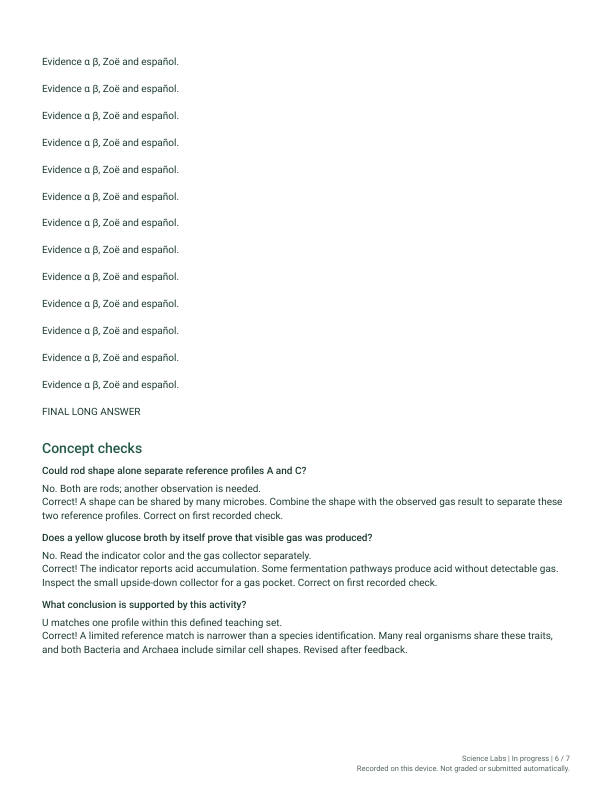 Evidence α β, Zoë and español.
Evidence α β, Zoë and español.
Evidence α β, Zoë and español.
Evidence α β, Zoë and español.
Evidence α β, Zoë and español.
Evidence α β, Zoë and español.
Evidence α β, Zoë and español.
Evidence α β, Zoë and español.
Evidence α β, Zoë and español.
Evidence α β, Zoë and español.
Evidence α β, Zoë and español.
Evidence α β, Zoë and español.
Evidence α β, Zoë and español.
FINAL LONG ANSWER
Concept checks
Could rod shape alone separate reference profiles A and C?
No. Both are rods; another observation is needed.
Correct! A shape can be shared by many microbes. Combine the shape with the observed gas result to separate these
two reference profiles. Correct on first recorded check.
Does a yellow glucose broth by itself prove that visible gas was produced?
No. Read the indicator color and the gas collector separately.
Correct! The indicator reports acid accumulation. Some fermentation pathways produce acid without detectable gas.
Inspect the small upside-down collector for a gas pocket. Correct on first recorded check.
What conclusion is supported by this activity?
U matches one profile within this defined teaching set.
Correct! A limited reference match is narrower than a species identification. Many real organisms share these traits,
and both Bacteria and Archaea include similar cell shapes. Revised after feedback.
Science Labs | In progress | 6 / 7
Recorded on this device. Not graded or submitted automatically.